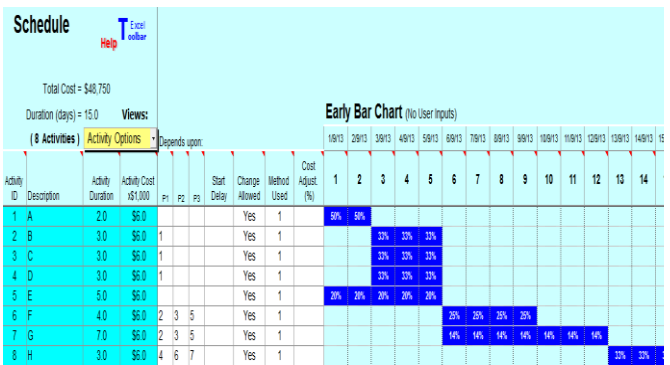 Schedule
Help
T Excel
oolbar
Total Cost = $48,750
Duration (days) = 15.0 Views:
( 8 Activities ) Activity Options Depends upon:
Early Bar Chart (No User Inputs)
1/9/13 2/9/13 3/9/13 4/9/13 5/9/13 6/9/13 7/9/13 8/9/13 9/9/13 10/9/13 11/9/13 12/9/13 13/9/13 14/9/13
Activity ID Description Activity Duration Activity Cost x$1,000 P1 P2 P3 Start Delay Change Allowed Method Used Cost Adjust. (%) 1 2 3 4 5 6 7 8 9 10 11 12 13 14
1 A 2.0 $6.0 Yes 1 50% 50%
2 B 3.0 $6.0 1 Yes 1 33% 33% 33%
3 C 3.0 $6.0 1 Yes 1 33% 33% 33%
4 D 3.0 $6.0 1 Yes 1 33% 33% 33%
5 E 5.0 $6.0 Yes 1 20% 20% 20% 20% 20%
6 F 4.0 $6.0 2 3 5 Yes 1 25% 25% 25% 25%
7 G 7.0 $6.0 2 3 5 Yes 1 14% 14% 14% 14% 14% 14% 14%
8 H 3.0 $6.0 4 6 7 Yes 1 33% 33%